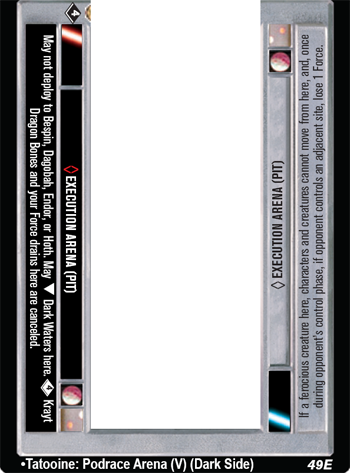 4
♢EXECUTION ARENA (PIT)
May not deploy to Bespin, Dagobah, Endor, or Hoth. May ▼ Dark Waters here. 4 Krayt
Dragon Bones and your Force drains here are canceled.
♢EXECUTION ARENA (PIT)
If a ferocious creature here, characters and creatures cannot move from here, and, once
during opponent's control phase, if opponent controls an adjacent site, lose 1 Force.
•Tatooine: Podrace Arena (V) (Dark Side) 49E